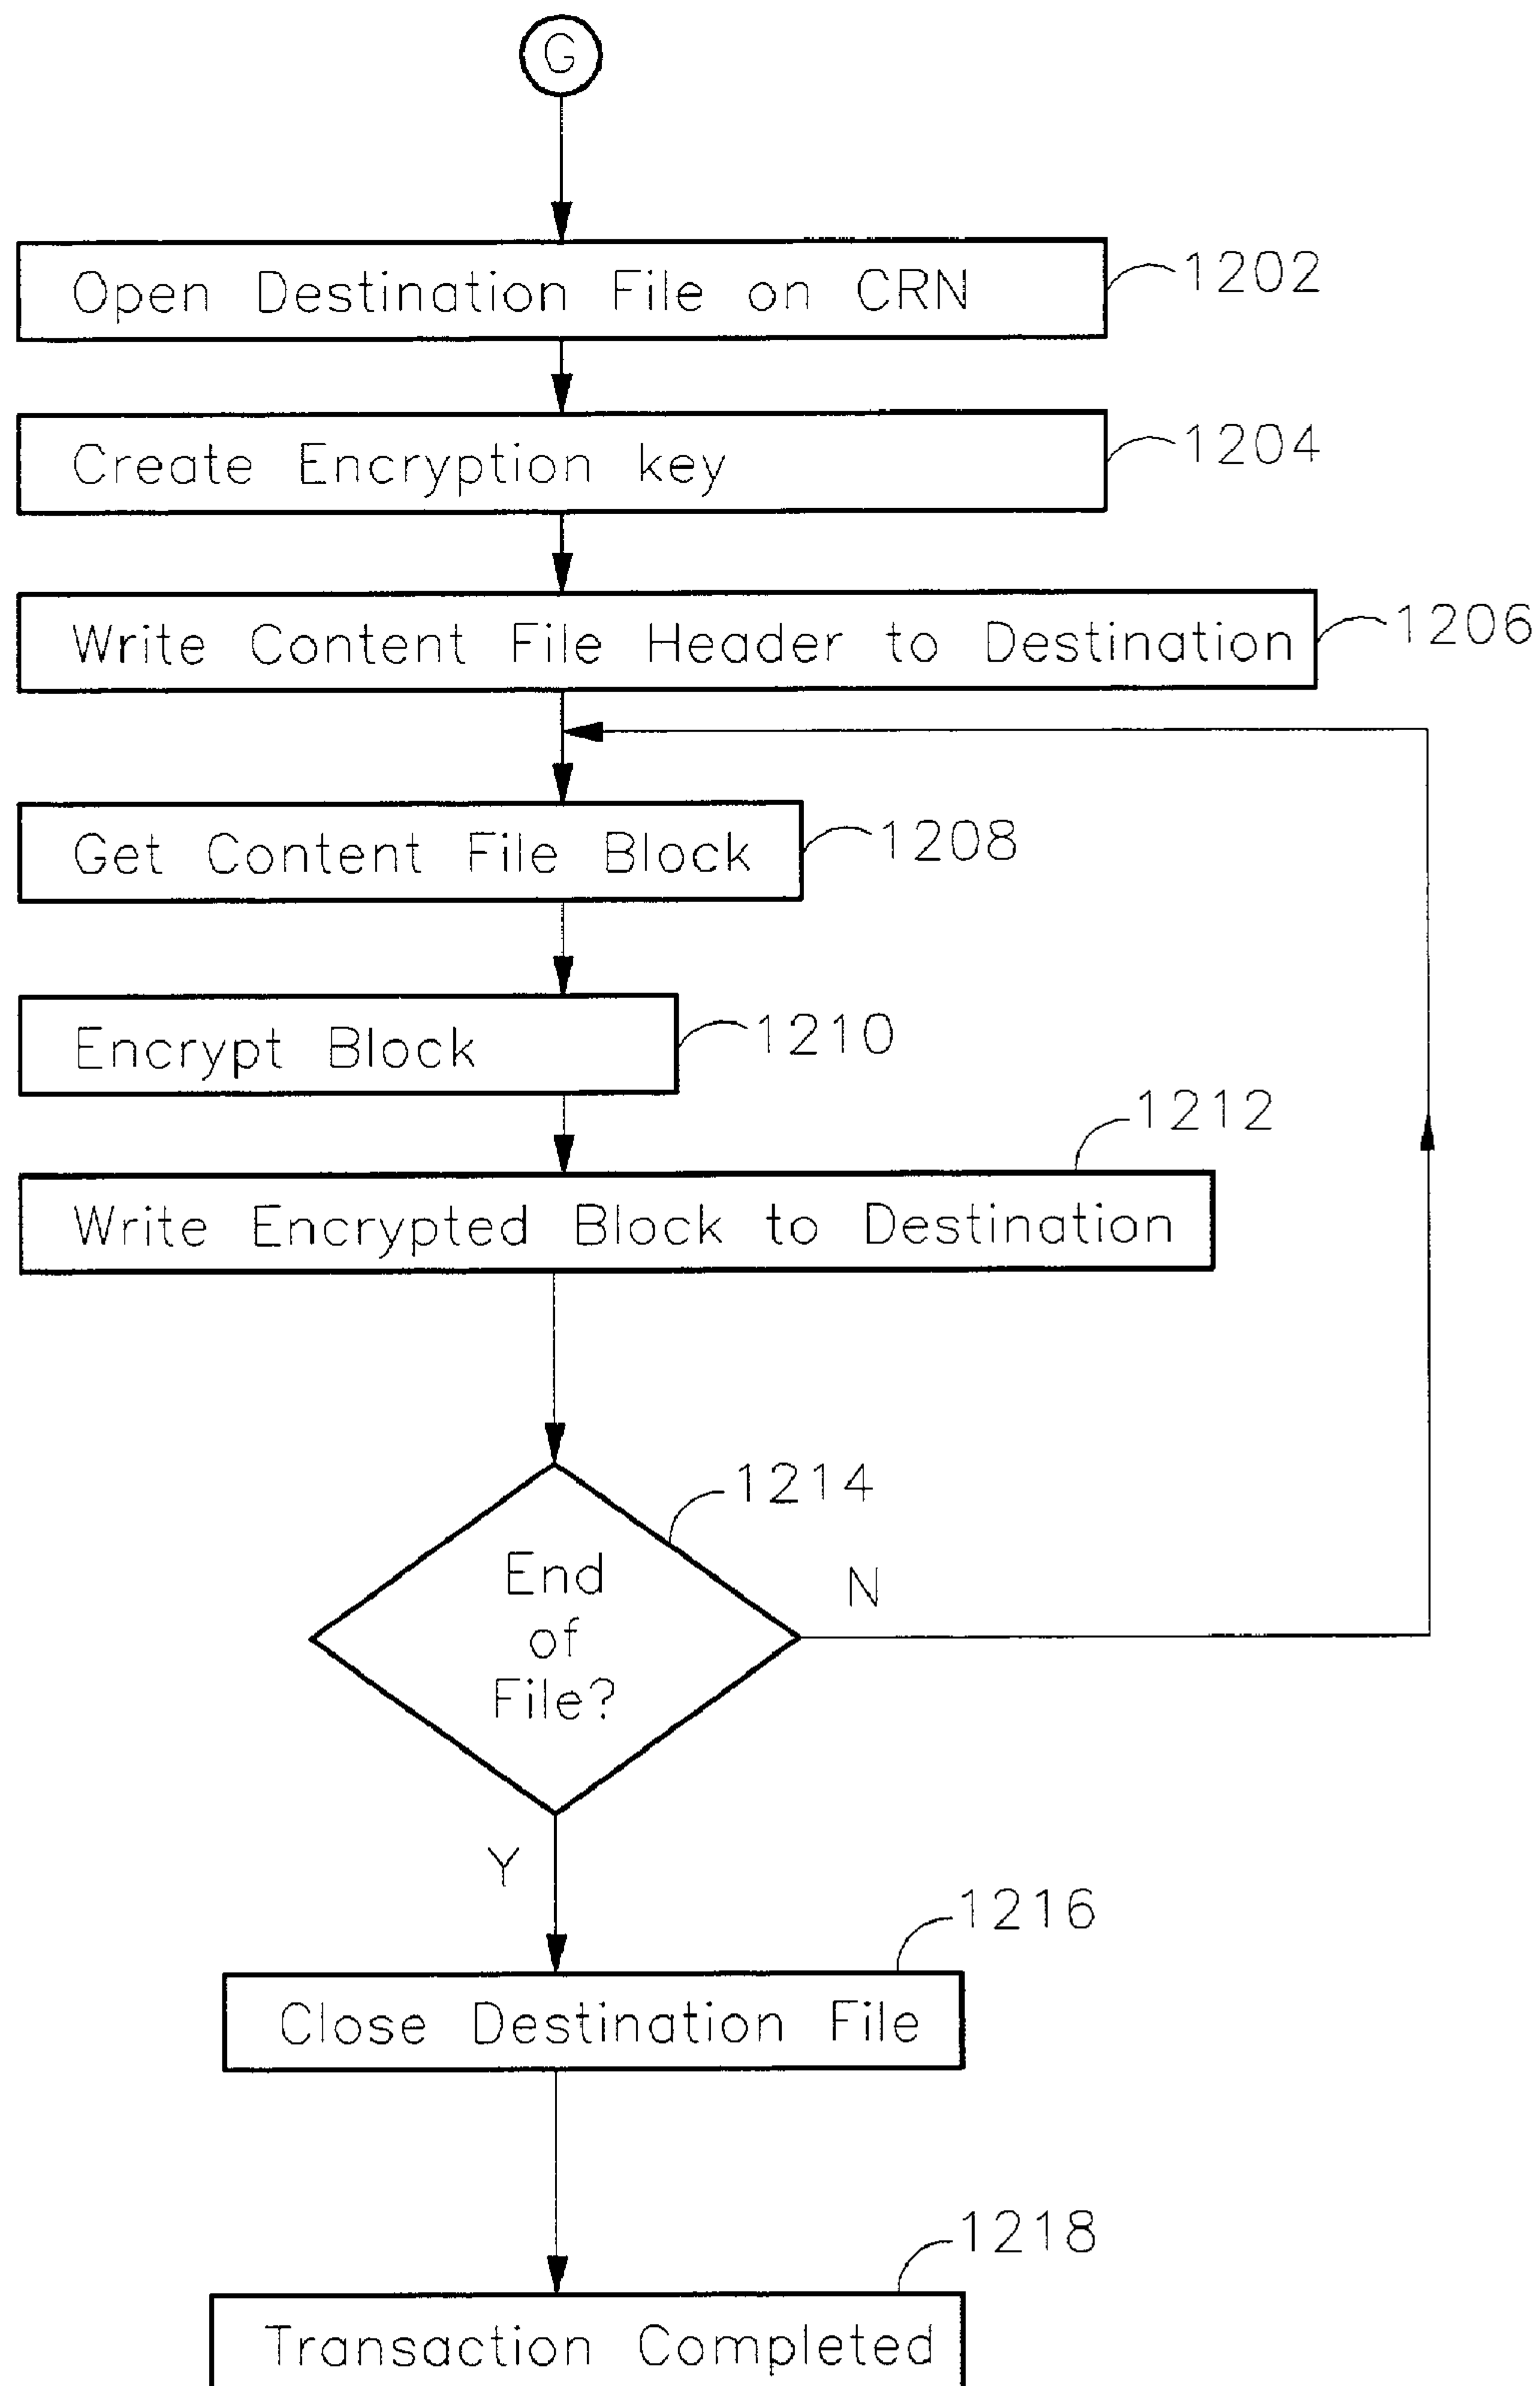 G
Open Destination File on CRN
1202
Create Encryption key
1204
Write Content File Header to Destination
1206
Get Content File Block
1208
Encrypt Block
1210
1212
Write Encrypted Block to Destination
1214
End
of
File?
N
Y
1216
Close Destination File
1218
Transaction Completed